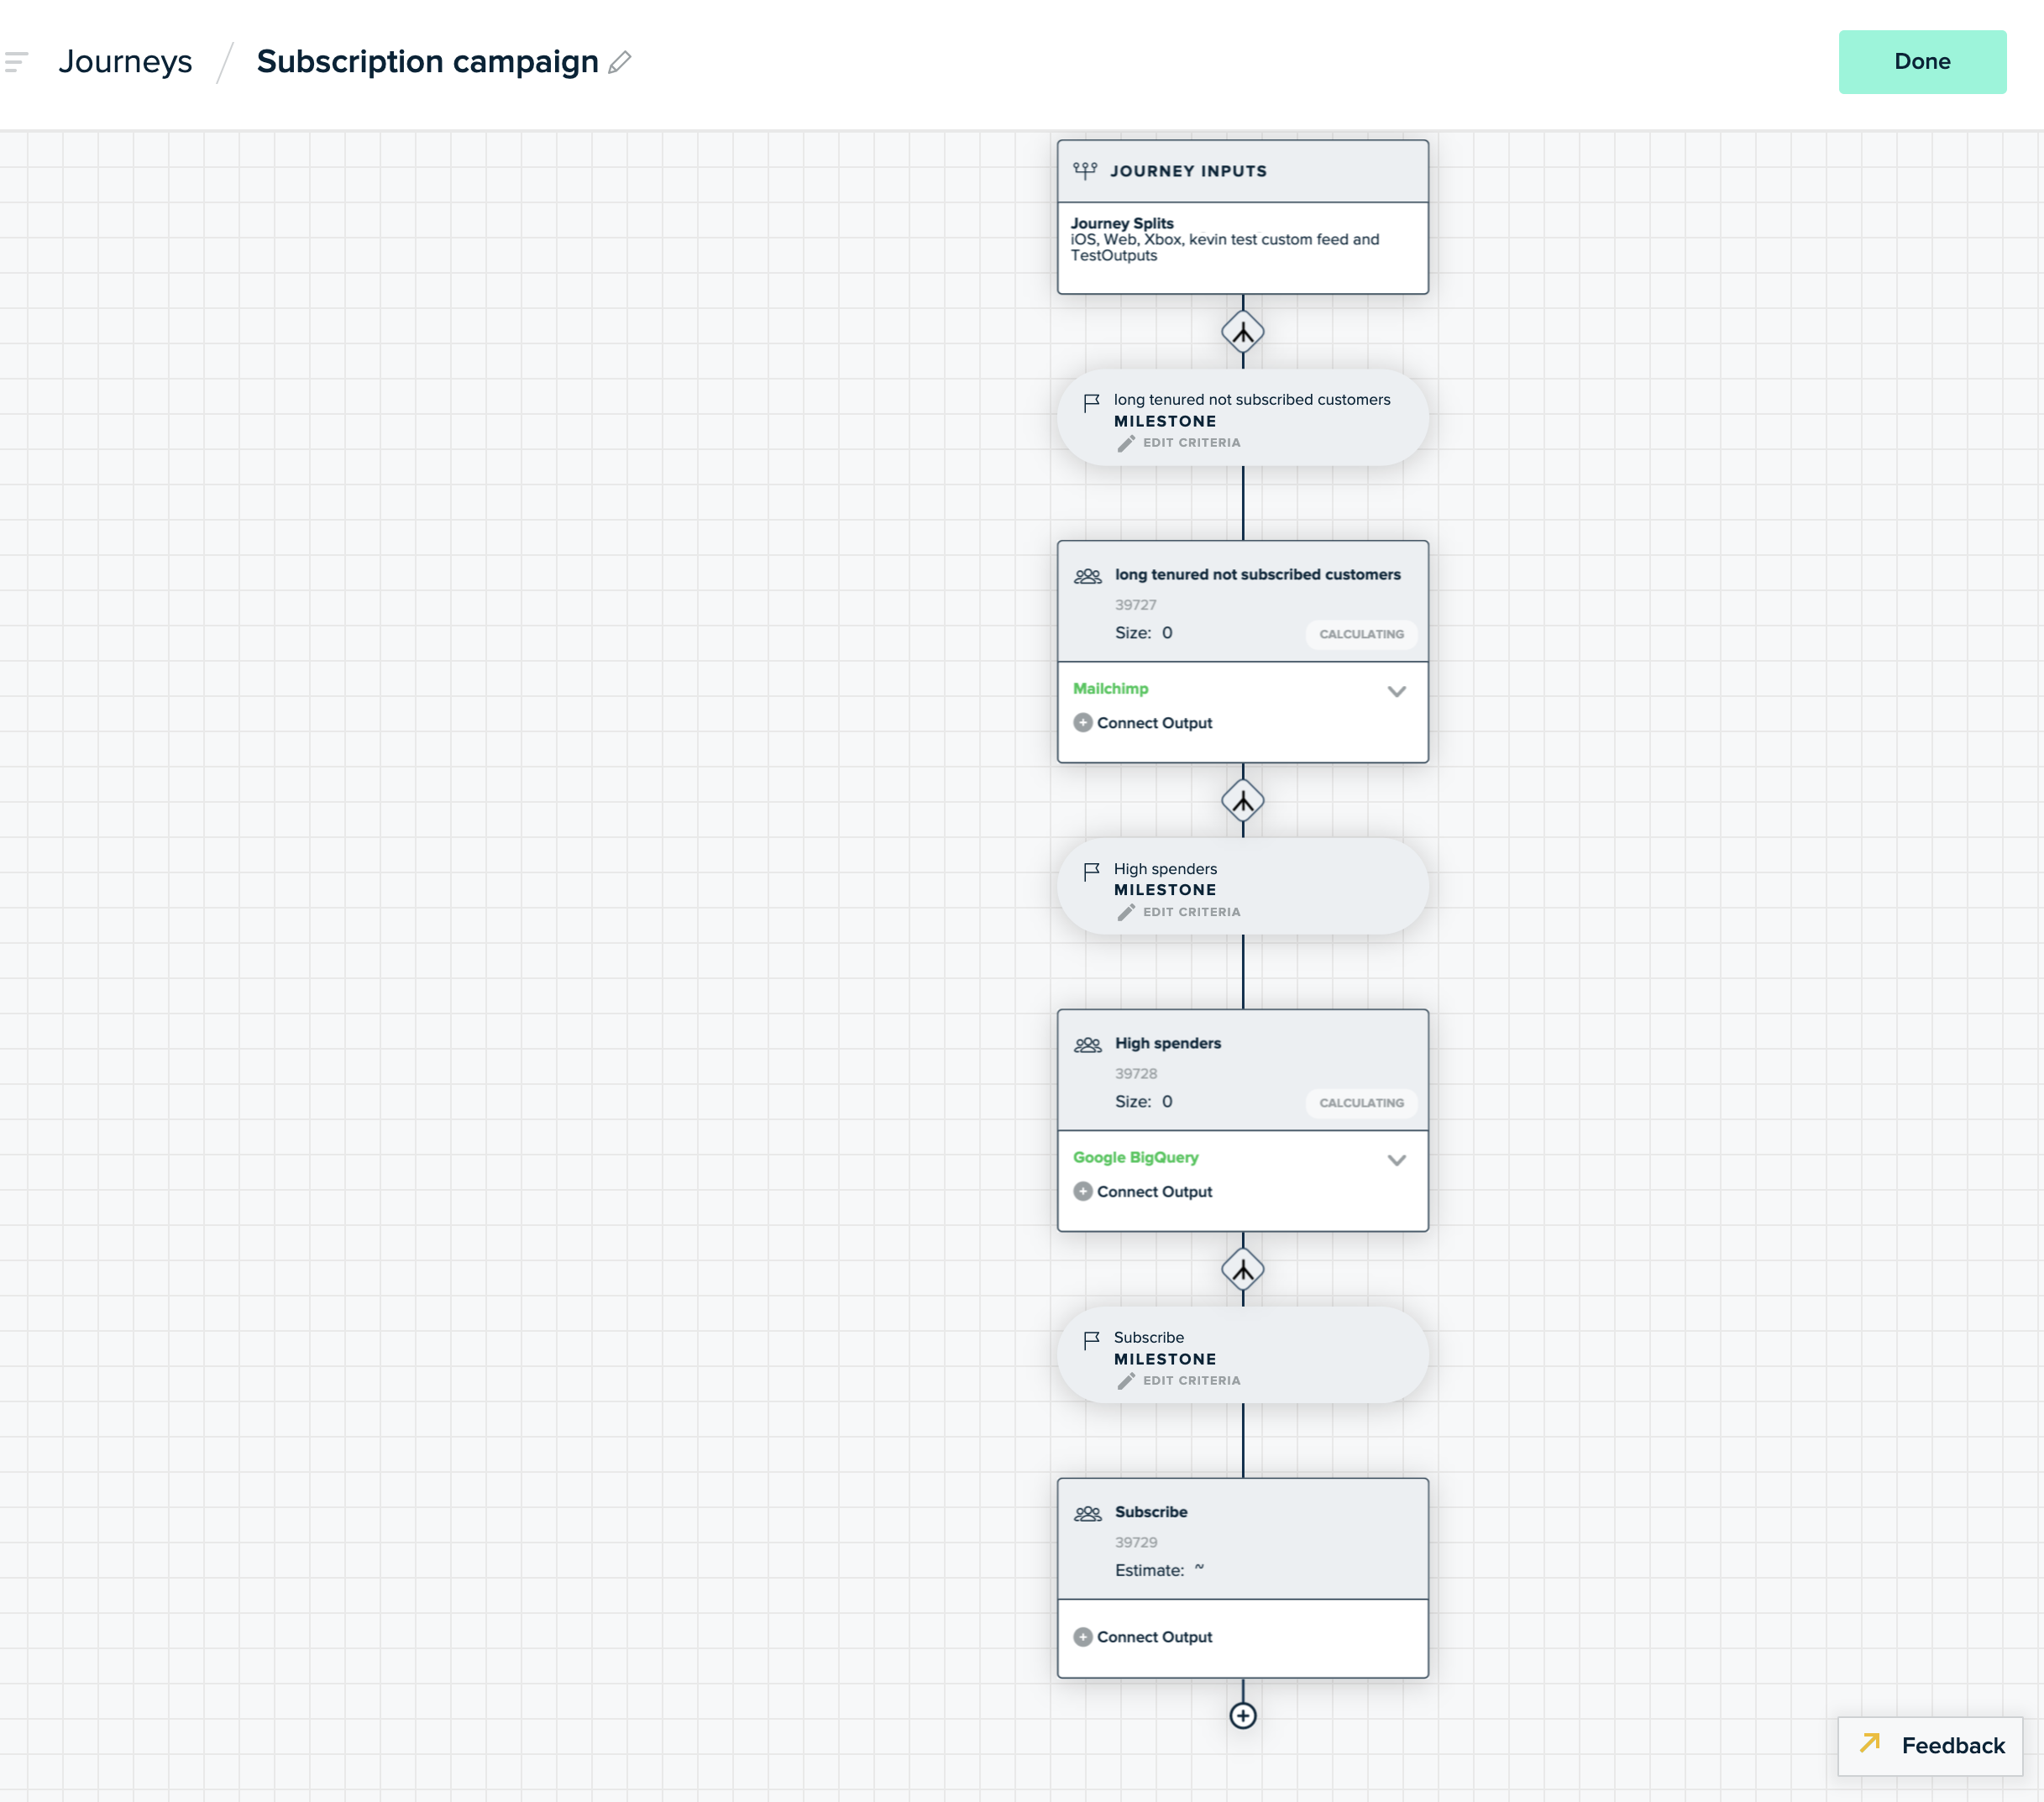 Journeys / Subscription campaign
Done
JOURNEY INPUTS
Journey Splits
iOS, Web, Xbox, kevin test custom feed and
TestOutputs
long tenured not subscribed customers
MILESTONE
EDIT CRITERIA
long tenured not subscribed customers
39727
Size: 0
CALCULATING
Mailchimp
Connect Output
High spenders
MILESTONE
EDIT CRITERIA
High spenders
39728
Size: 0
CALCULATING
Google BigQuery
Connect Output
Subscribe
MILESTONE
EDIT CRITERIA
Subscribe
39729
Estimate: ~
Connect Output
Feedback